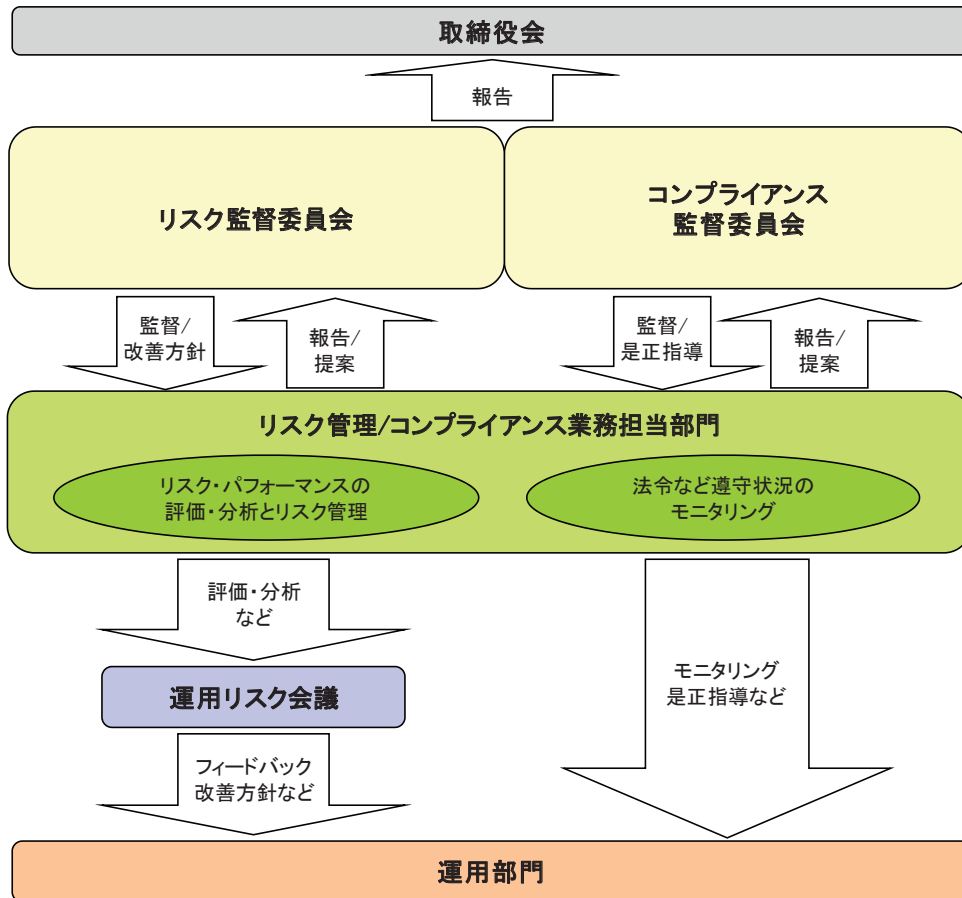 取締役会
報告
リスク監督委員会
コンプライアンス
監督委員会
監督/
改善方針
報告/
提案
監督/
是正指導
報告/
提案
リスク管理/コンプライアンス業務担当部門
リスク・パフォーマンスの
評価・分析とリスク管理
法令など遵守状況の
モニタリング
評価・分析
など
運用リスク会議
フィードバック
改善方針など
モニタリング
是正指導など
運用部門